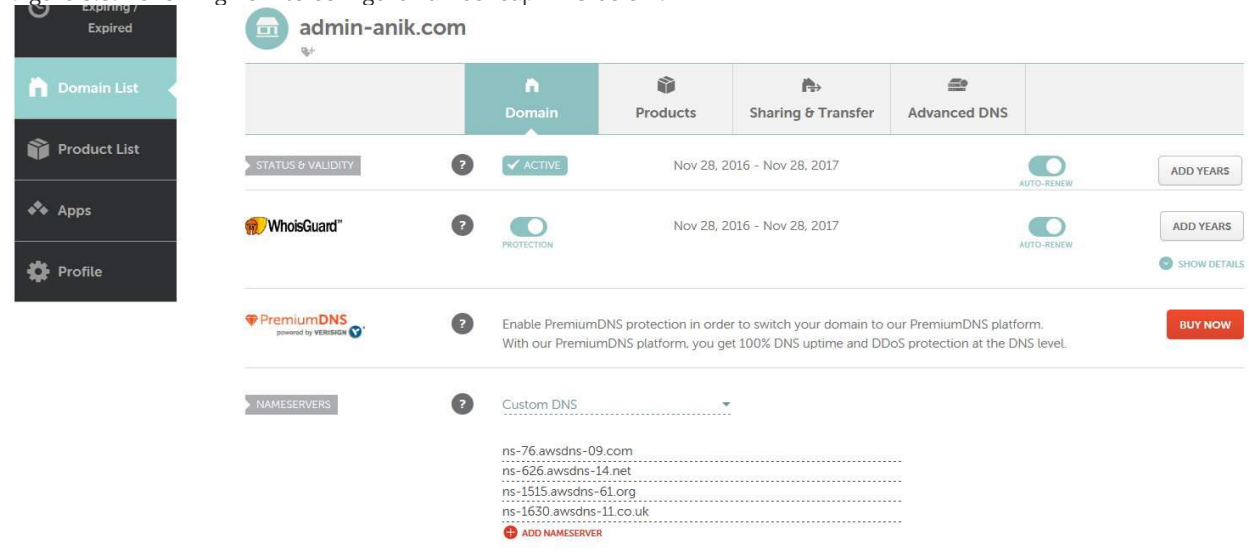 Expiring /
Expired
admin-anik.com
Domain List
Domain
Products
Sharing & Transfer
Advanced DNS
Product List
STATUS & VALIDITY
?
ACTIVE
Nov 28, 2016 - Nov 28, 2017
AUTO-RENEW
ADD YEARS
Apps
WhoisGuard™
?
PROTECTION
Nov 28, 2016 - Nov 28, 2017
AUTO-RENEW
ADD YEARS
Profile
SHOW DETAILS
PremiumDNS
powered by VERISIGN
?
Enable PremiumDNS protection in order to switch your domain to our PremiumDNS platform.
With our PremiumDNS platform, you get 100% DNS uptime and DDoS protection at the DNS level.
BUY NOW
NAMESERVERS
?
Custom DNS
ns-76.awsdns-09.com
ns-626.awsdns-14.net
ns-1515.awsdns-61.org
ns-1630.awsdns-11.co.uk
ADD NAMESERVER